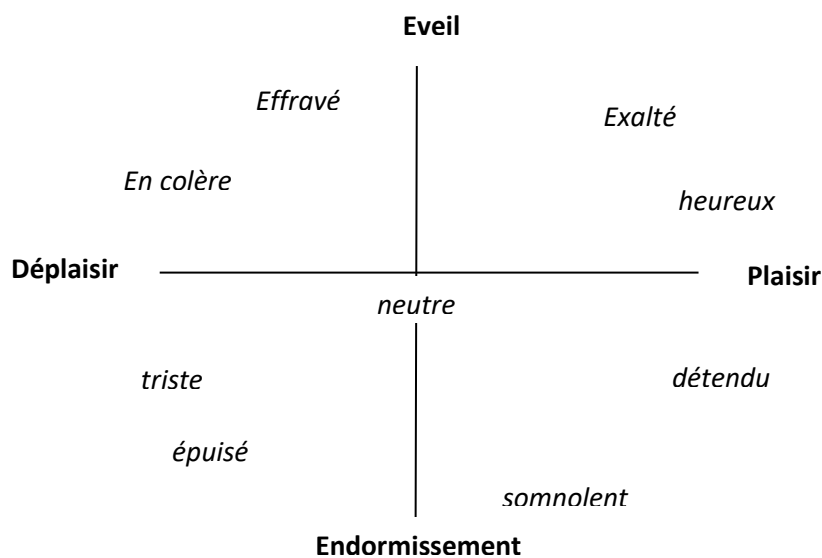 Eveil
Effravé
Exalté
En colère
heureux
Déplaisir
Plaisir
neutre
triste
détendu
épuisé
somnolent
Endormissement